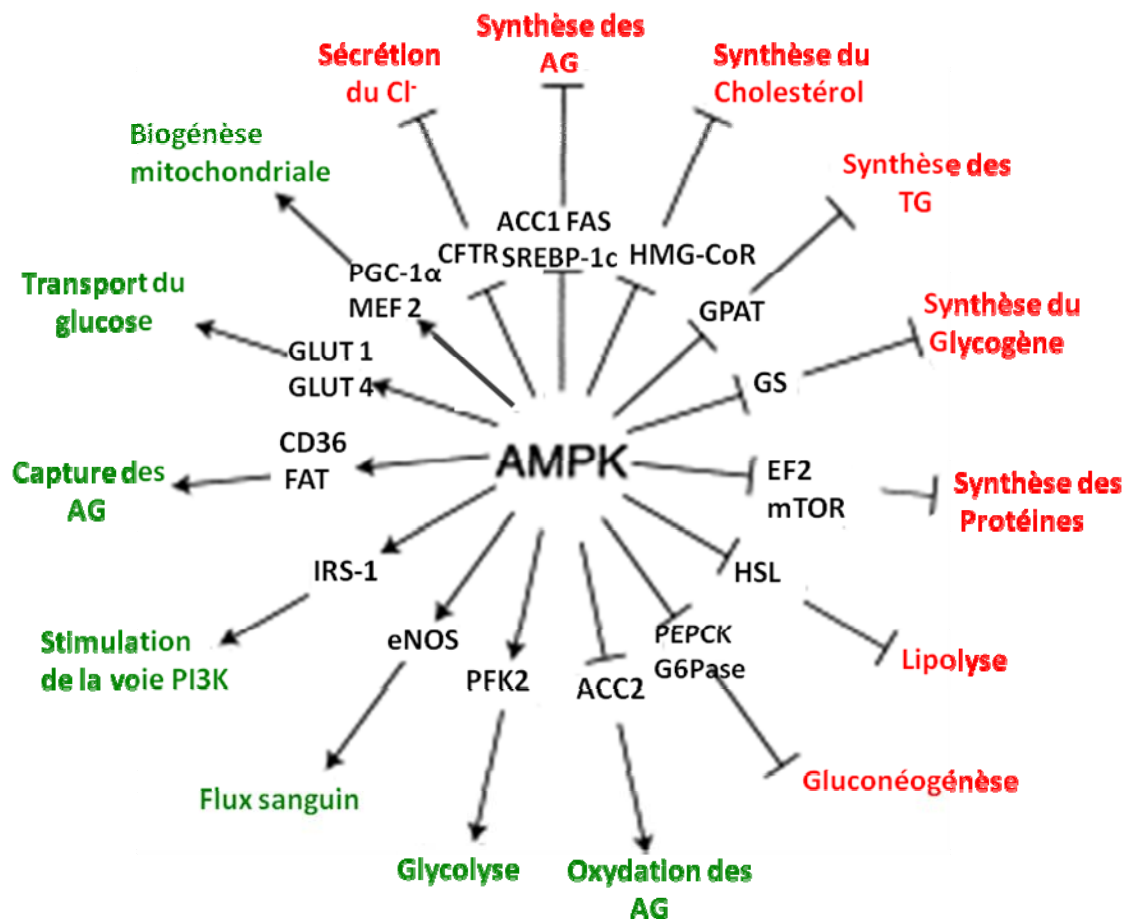 Synthèse des
AG
Sécrétion
du Cl-
Synthèse du
Cholestérol
Biogénèse
mitochondriale
Synthèse des
TG
ACC1 FAS
CFTR SREBP-1c HMG-CoR
PGC-1α
MEF 2
GPAT
Transport du
glucose
Synthèse du
Glycogène
GLUT 1
GLUT 4
GS
CD36
FAT
AMPK
EF2
mTOR
Capture des
AG
Synthèse des
Protéines
IRS-1
HSL
Stimulation
de la voie PI3K
eNOS
PFK2
ACC2
PEPCK
G6Pase
Lipolyse
Flux sanguin
Gluconéogénèse
Glycolyse
Oxydation des
AG